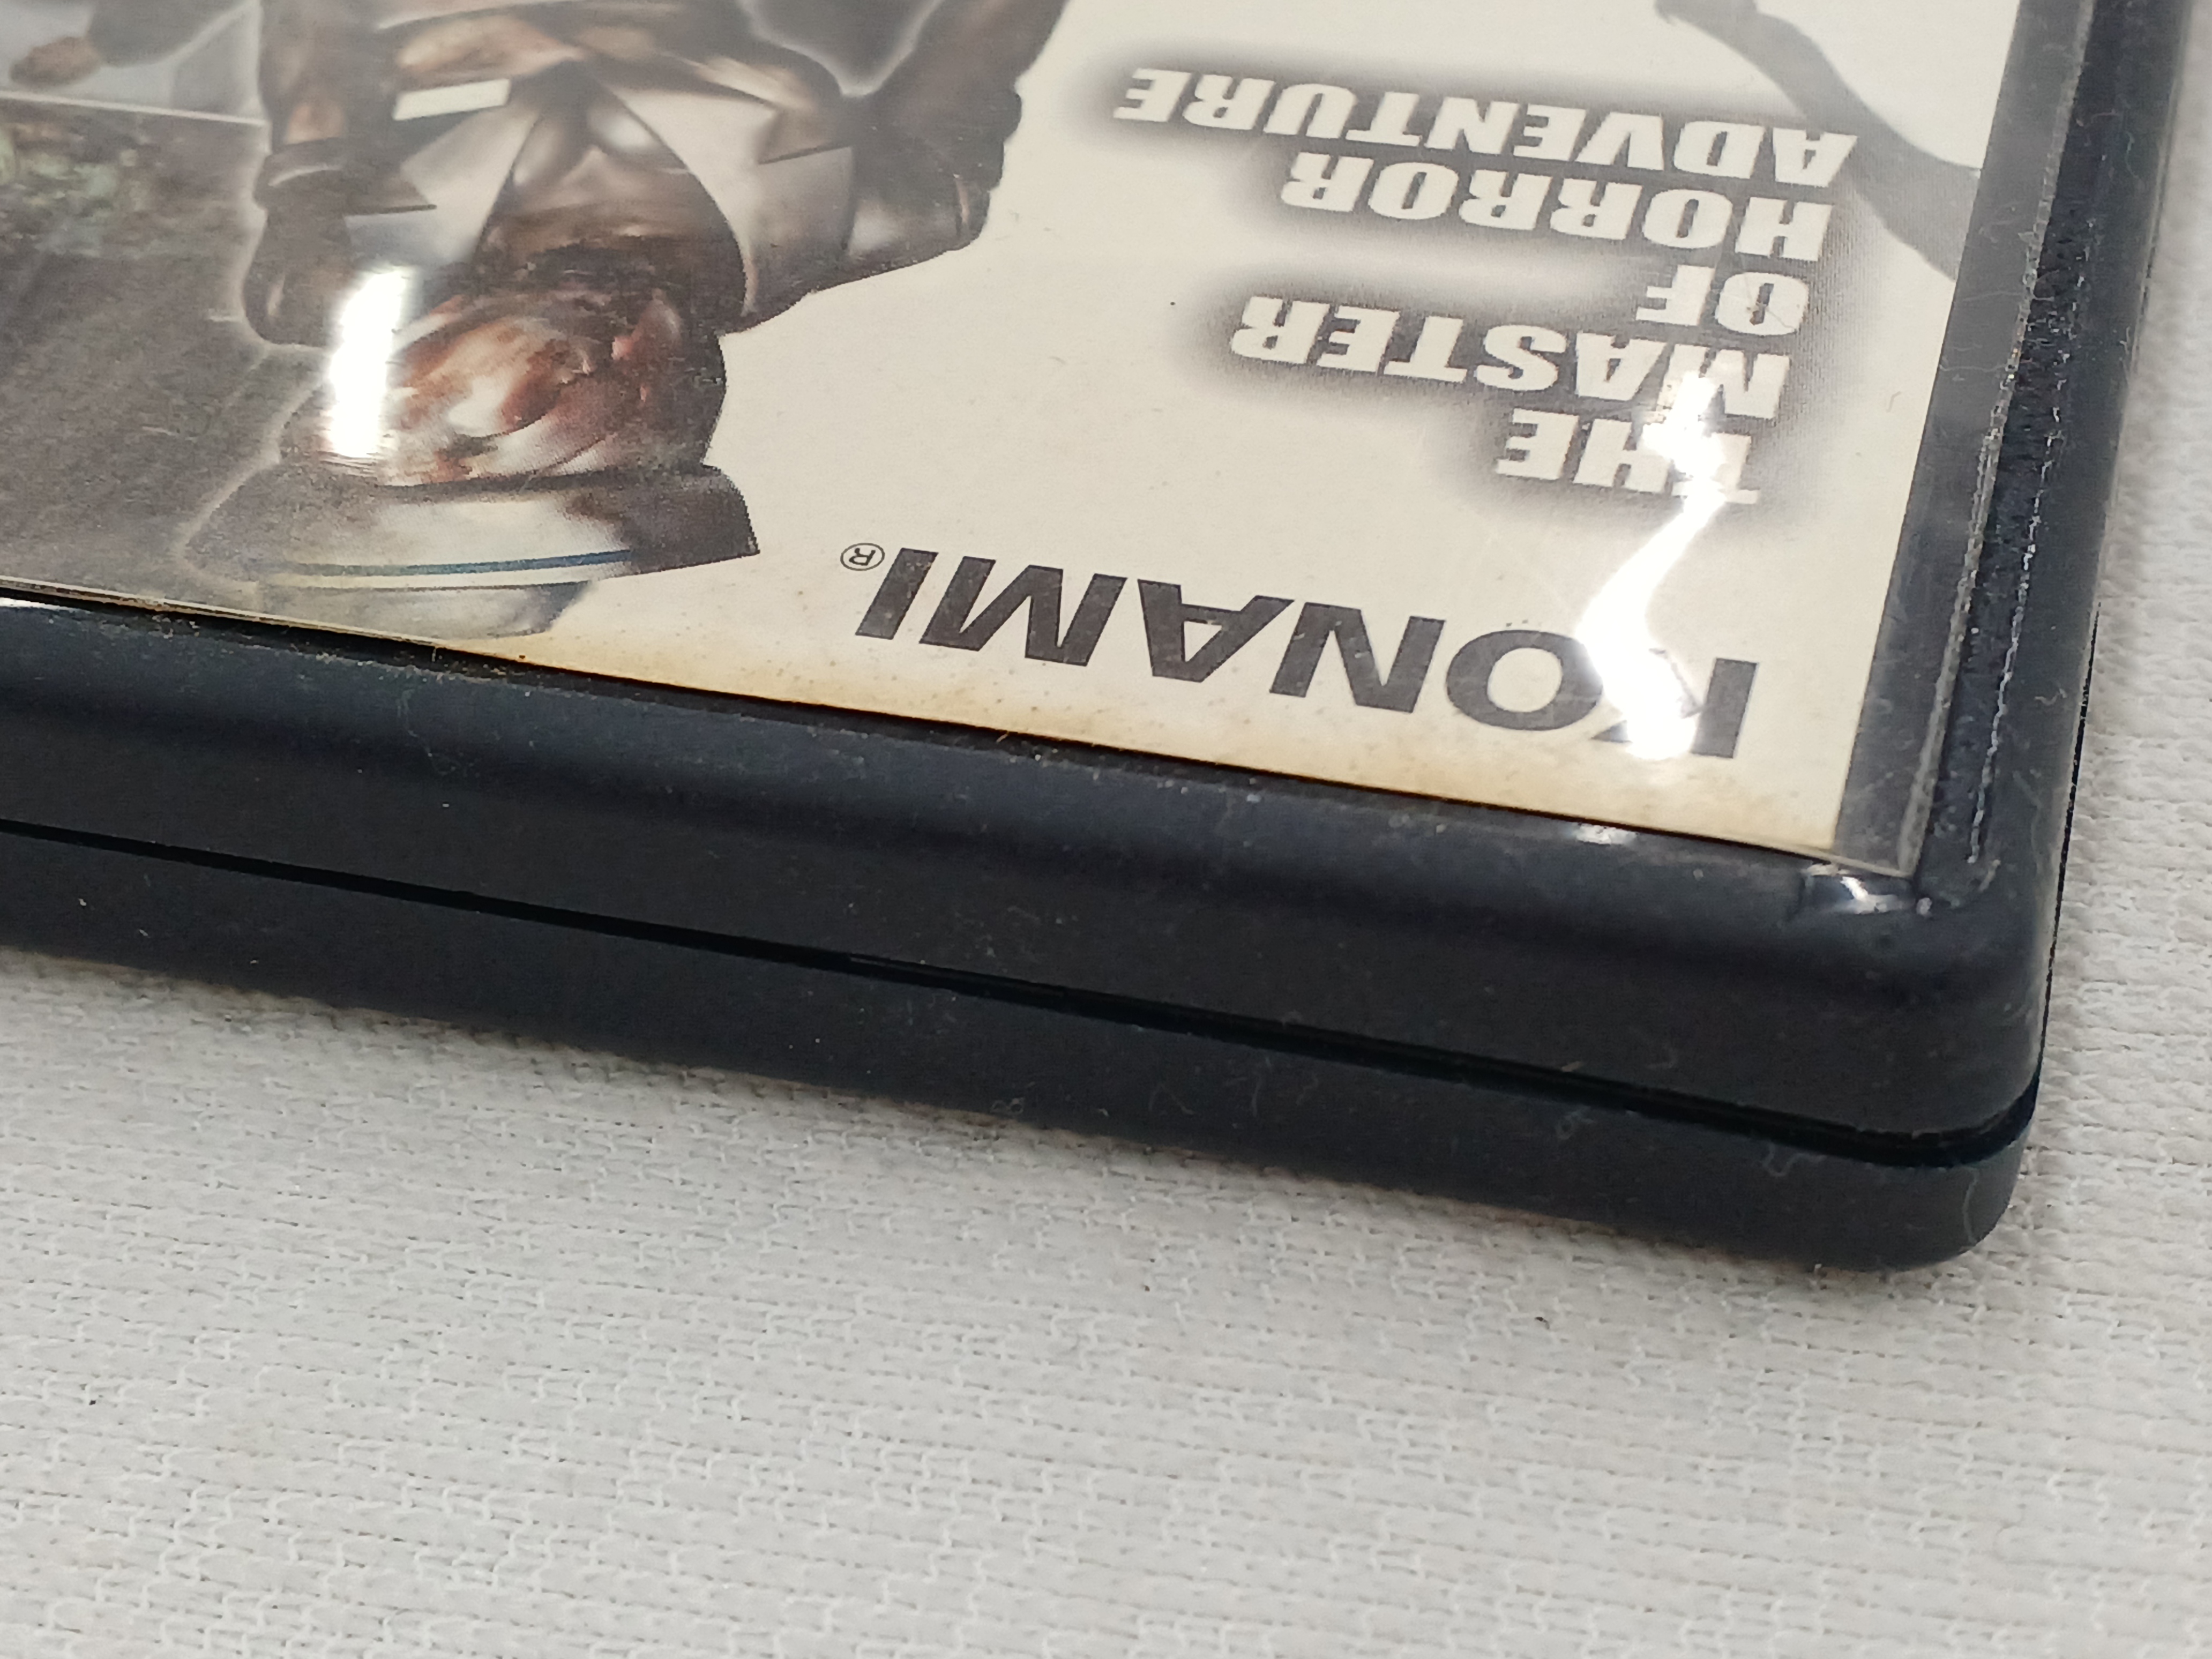 KONAMI®
THE
MASTER
OF
HORROR
ADVENTURE